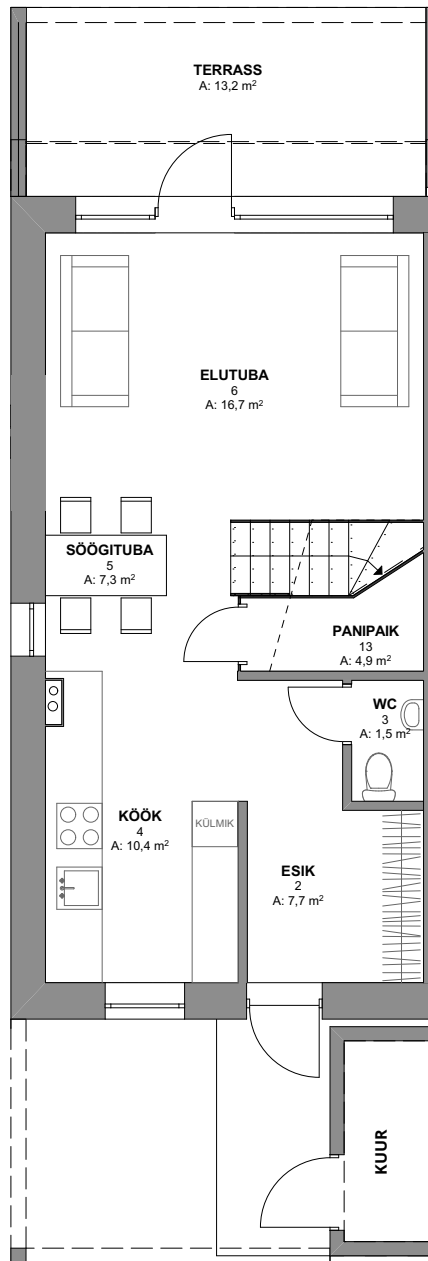 TERRASS
A: 13,2 m²
ELUTUBA
6
A: 16,7 m²
SÖÖGITUBA
5
A: 7,3 m²
PANIPAIK
13
A: 4,9 m²
WC
3
A: 1,5 m²
KÖÖK
4
A: 10,4 m²
KÜLMIK
ESIK
2
A: 7,7 m²
KUUR